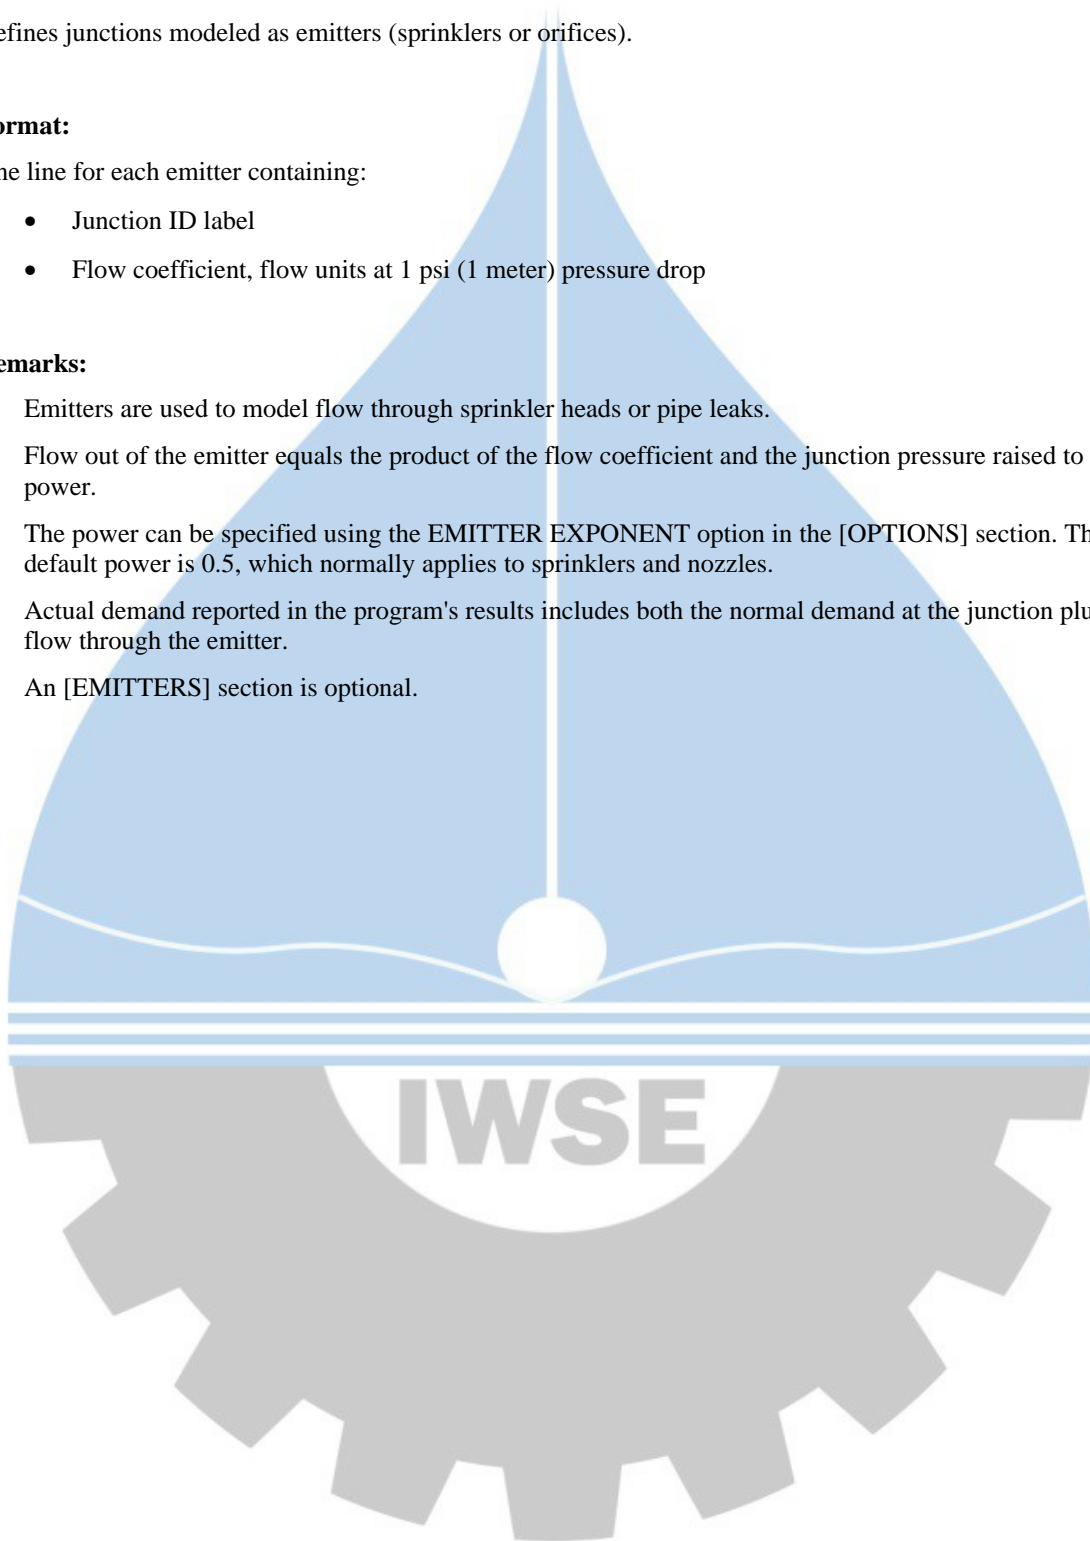 efines junctions modeled as emitters (sprinklers or orifices).
ormat:
ne line for each emitter containing:
• Junction ID label
• Flow coefficient, flow units at 1 psi (1 meter) pressure drop
emarks:
Emitters are used to model flow through sprinkler heads or pipe leaks.
Flow out of the emitter equals the product of the flow coefficient and the junction pressure raised to
power.
The power can be specified using the EMITTER EXPONENT option in the [OPTIONS] section. Th
default power is 0.5, which normally applies to sprinklers and nozzles.
Actual demand reported in the program's results includes both the normal demand at the junction plu
flow through the emitter.
An [EMITTERS] section is optional.
IWSE